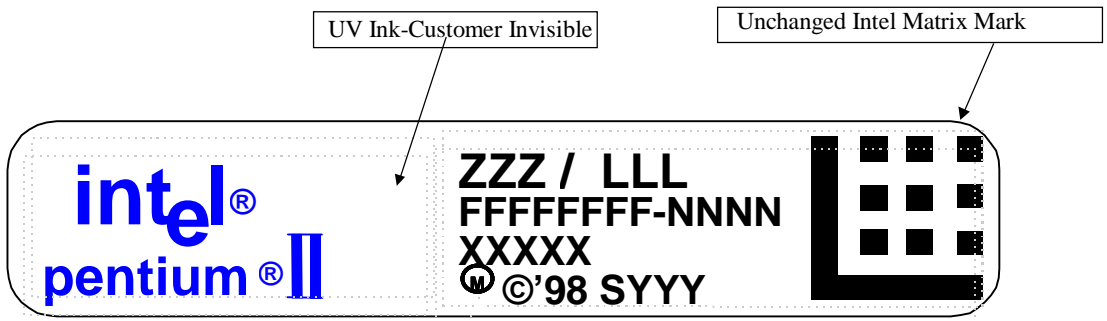 UV Ink-Customer Invisible
Unchanged Intel Matrix Mark
intel®
pentium ® II
ZZZ / LLL
FFFFFFFF-NNNN
XXXXX
Ⓜ ©’98 SYYY